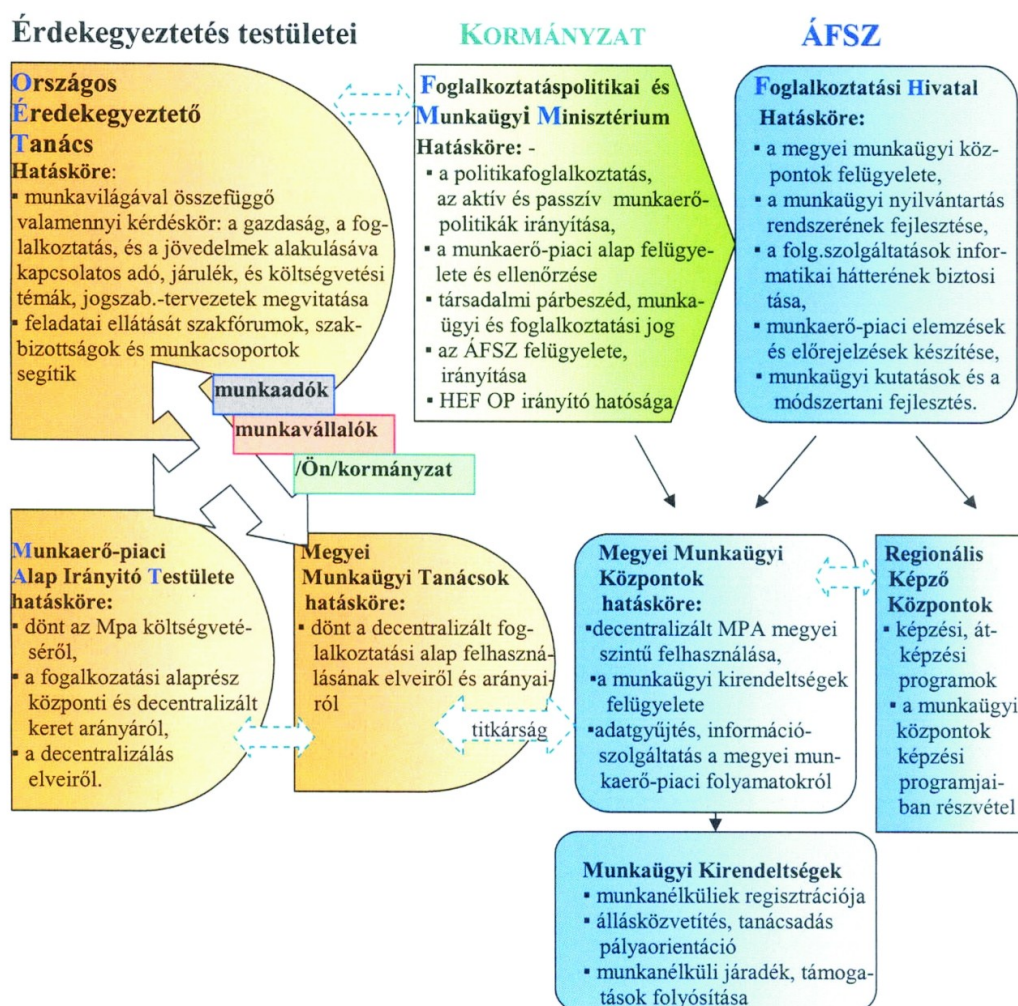 Érdekegyeztetés testületei
KORMÁNYZAT
ÁFSZ
Országos
Éredekegyeztető
Tanács
Hatásköre:
▪ munkavilágával összefüggő
valamennyi kérdéskör: a gazdaság, a fog-
lalkoztatás, és a jövedelmek alakulásáva
kapcsolatos adó, járulék, és költségvetési
témák, jogszab.-tervezetek megvitatása
▪ feladatai ellátását szakfórumok, szak-
bizottságok és munkacsoportok
segítik
Foglalkoztatáspolitikai és
Munkaügyi Minisztérium
Hatásköre: -
▪ a politikafoglalkoztatás,
az aktív és passzív munkaerő-
politikák irányítása,
▪ a munkaerő-piaci alap felügye-
lete és ellenőrzése
▪ társadalmi párbeszéd, munka-
ügyi és foglalkoztatási jog
▪ az ÁFSZ felügyelete,
irányítása
▪ HEF OP irányító hatósága
Foglalkoztatási Hivatal
Hatásköre:
▪ a megyei munkaügyi köz-
pontok felügyelete,
▪ a munkaügyi nyilvántartás
rendszerének fejlesztése,
▪ a folg.szolgáltatások infor-
matikai hátterének biztosi
tása,
▪ munkaerő-piaci elemzések
és előrejelzések készítése,
▪ munkaügyi kutatások és a
módszertani fejlesztés.
munkaadók
munkavállalók
/Ön/kormányzat
Munkaerő-piaci
Alap Irányitó Testülete
hatásköre:
▪ dönt az Mpa költségveté-
séről,
▪ a fogalkozatási alaprész
központi és decentralizált
keret arányáról,
▪ a decentralizálás
elveiről.
Megyei
Munkaügyi Tanácsok
hatásköre:
▪ dönt a decentralizált fog-
lalkoztatási alap felhaszná-
lásának elveiről és arányai-
ról
titkárság
Megyei Munkaügyi
Központok
hatásköre:
▪decentralizált MPA megyei
szintű felhasználása,
▪a munkaügyi kirendeltségek
felügyelete
▪adatgyűjtés, információ-
szolgáltatás a megyei mun-
kaerő-piaci folyamatokról
Regionális
Képző
Központok
▪ képzési, át-
képzési
programok
▪ a munkaügyi
központok
képzési
programjai-
ban részvétel
Munkaügyi Kirendeltségek
▪ munkanélküliek regisztrációja
▪ állásközvetítés, tanácsadás
pályaorientáció
▪ munkanélküli járadék, támoga-
tások folyósítása